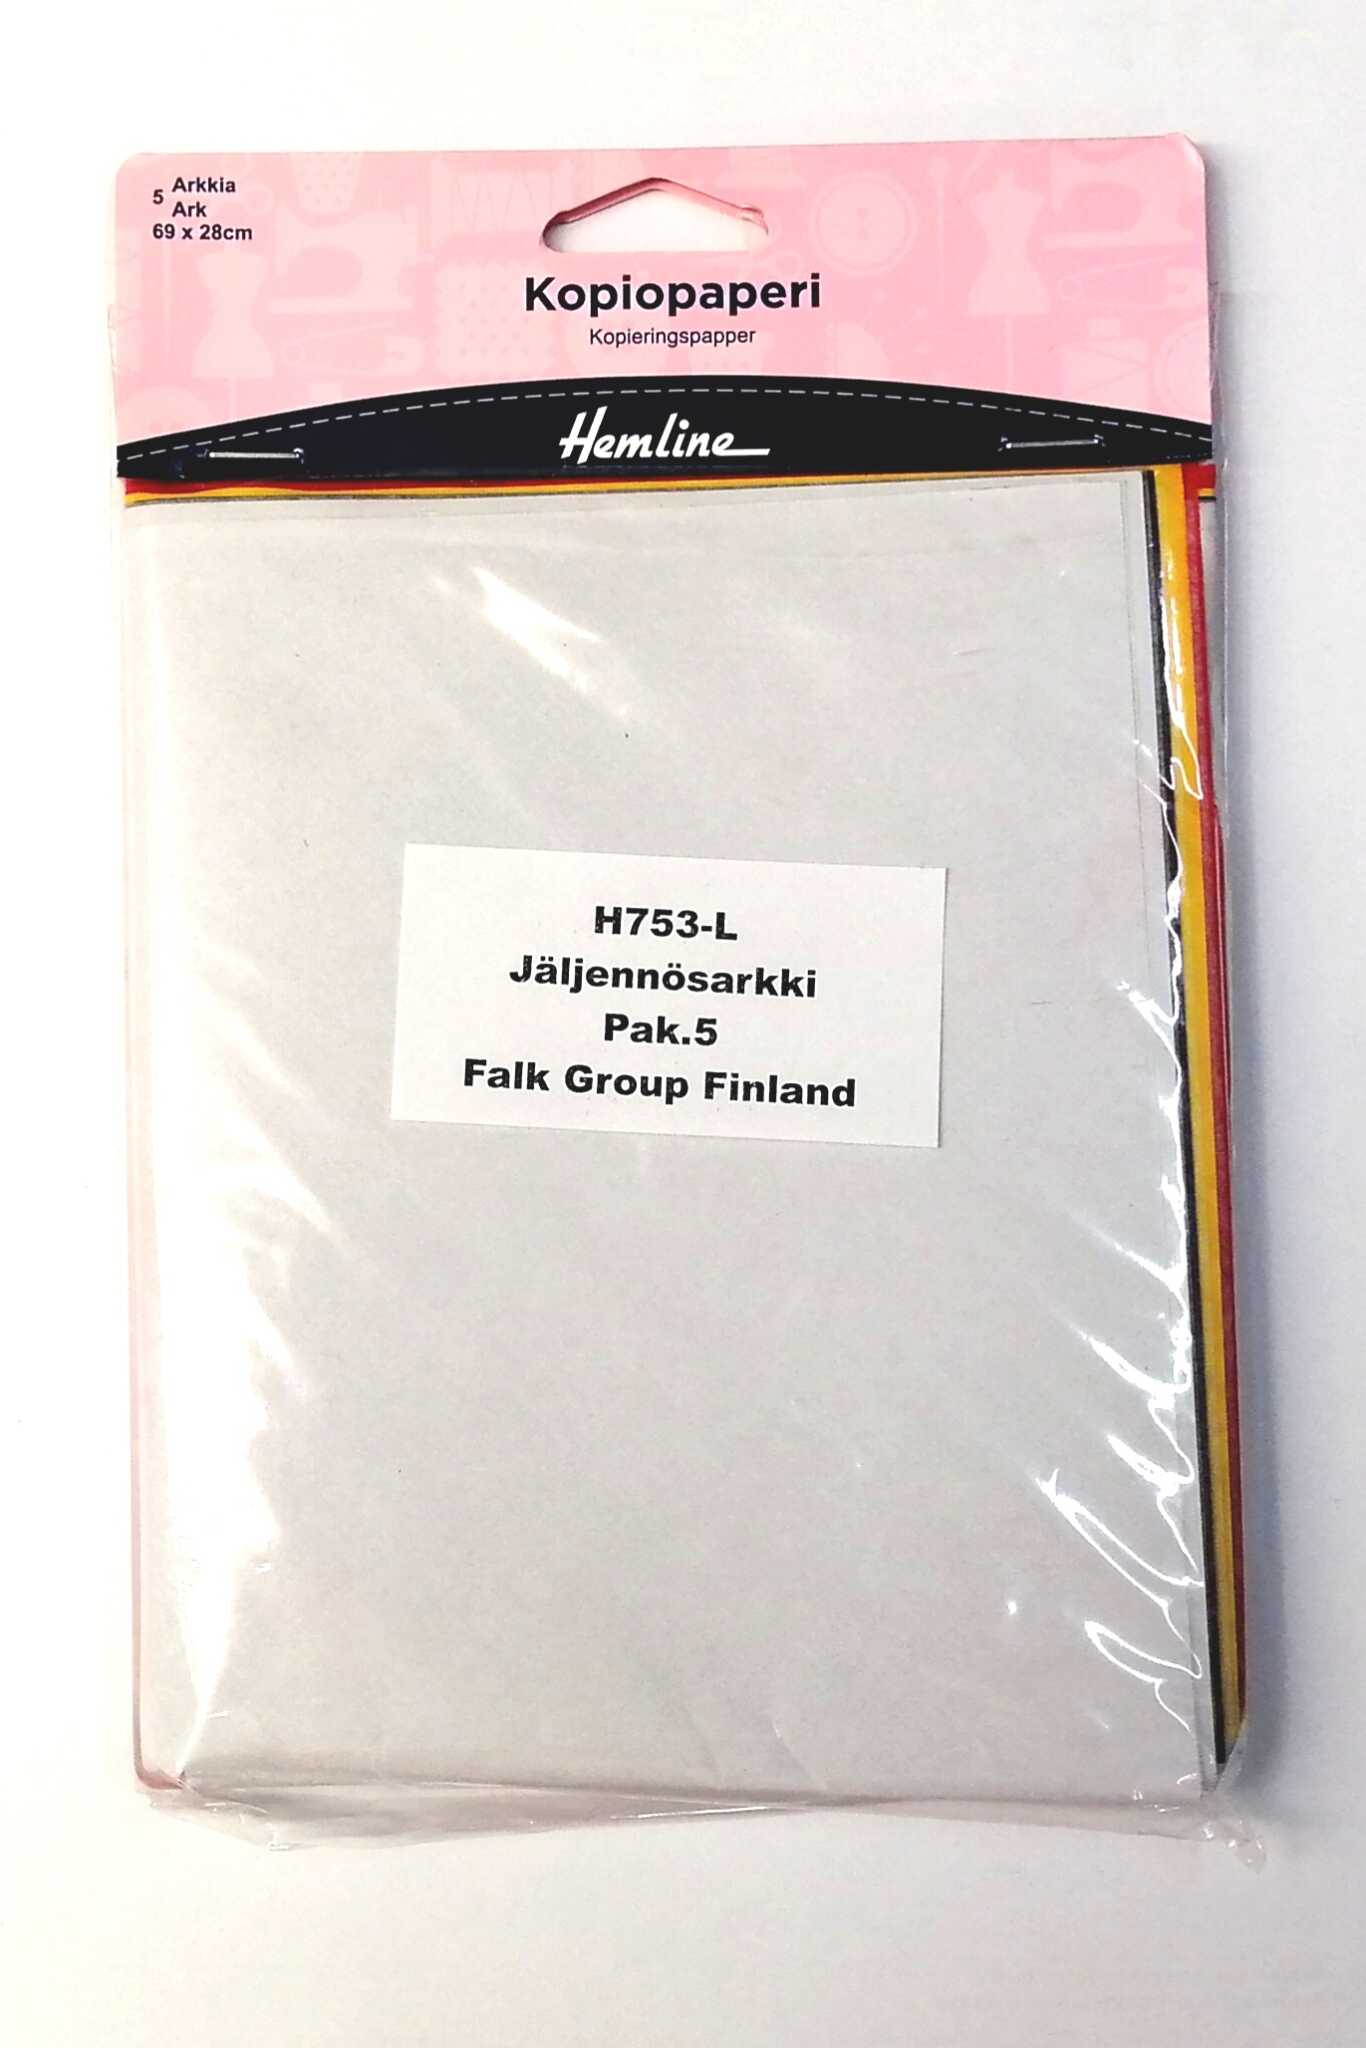 5 Arkkia
Ark
69 x 28cm
Kopiopaperi
Kopieringspapper
Hemline
H753-L
Jäljennösarkki
Pak.5
Falk Group Finland